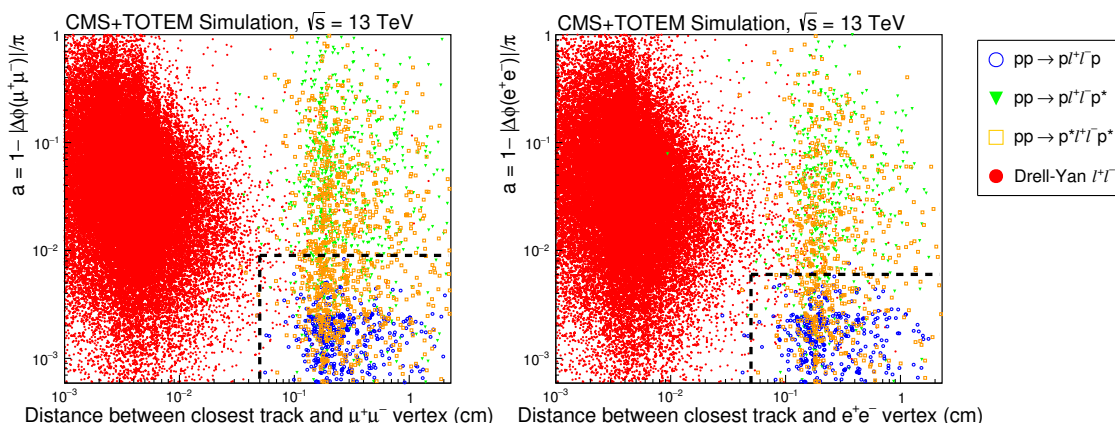 CMS+TOTEM Simulation, √s = 13 TeV
a = 1− |Δϕ(μ⁺μ⁻)|/π
1
10⁻¹
10⁻²
10⁻³
10⁻³ 10⁻² 10⁻¹ 1
Distance between closest track and μ⁺μ⁻ vertex (cm)
CMS+TOTEM Simulation, √s = 13 TeV
a = 1− |Δϕ(e⁺e⁻)|/π
1
10⁻¹
10⁻²
10⁻³
10⁻³ 10⁻² 10⁻¹ 1
Distance between closest track and e⁺e⁻ vertex (cm)
pp → pl⁺l⁻p
pp → pl⁺l⁻p*
pp → p*l⁺l⁻p*
Drell-Yan l⁺l⁻